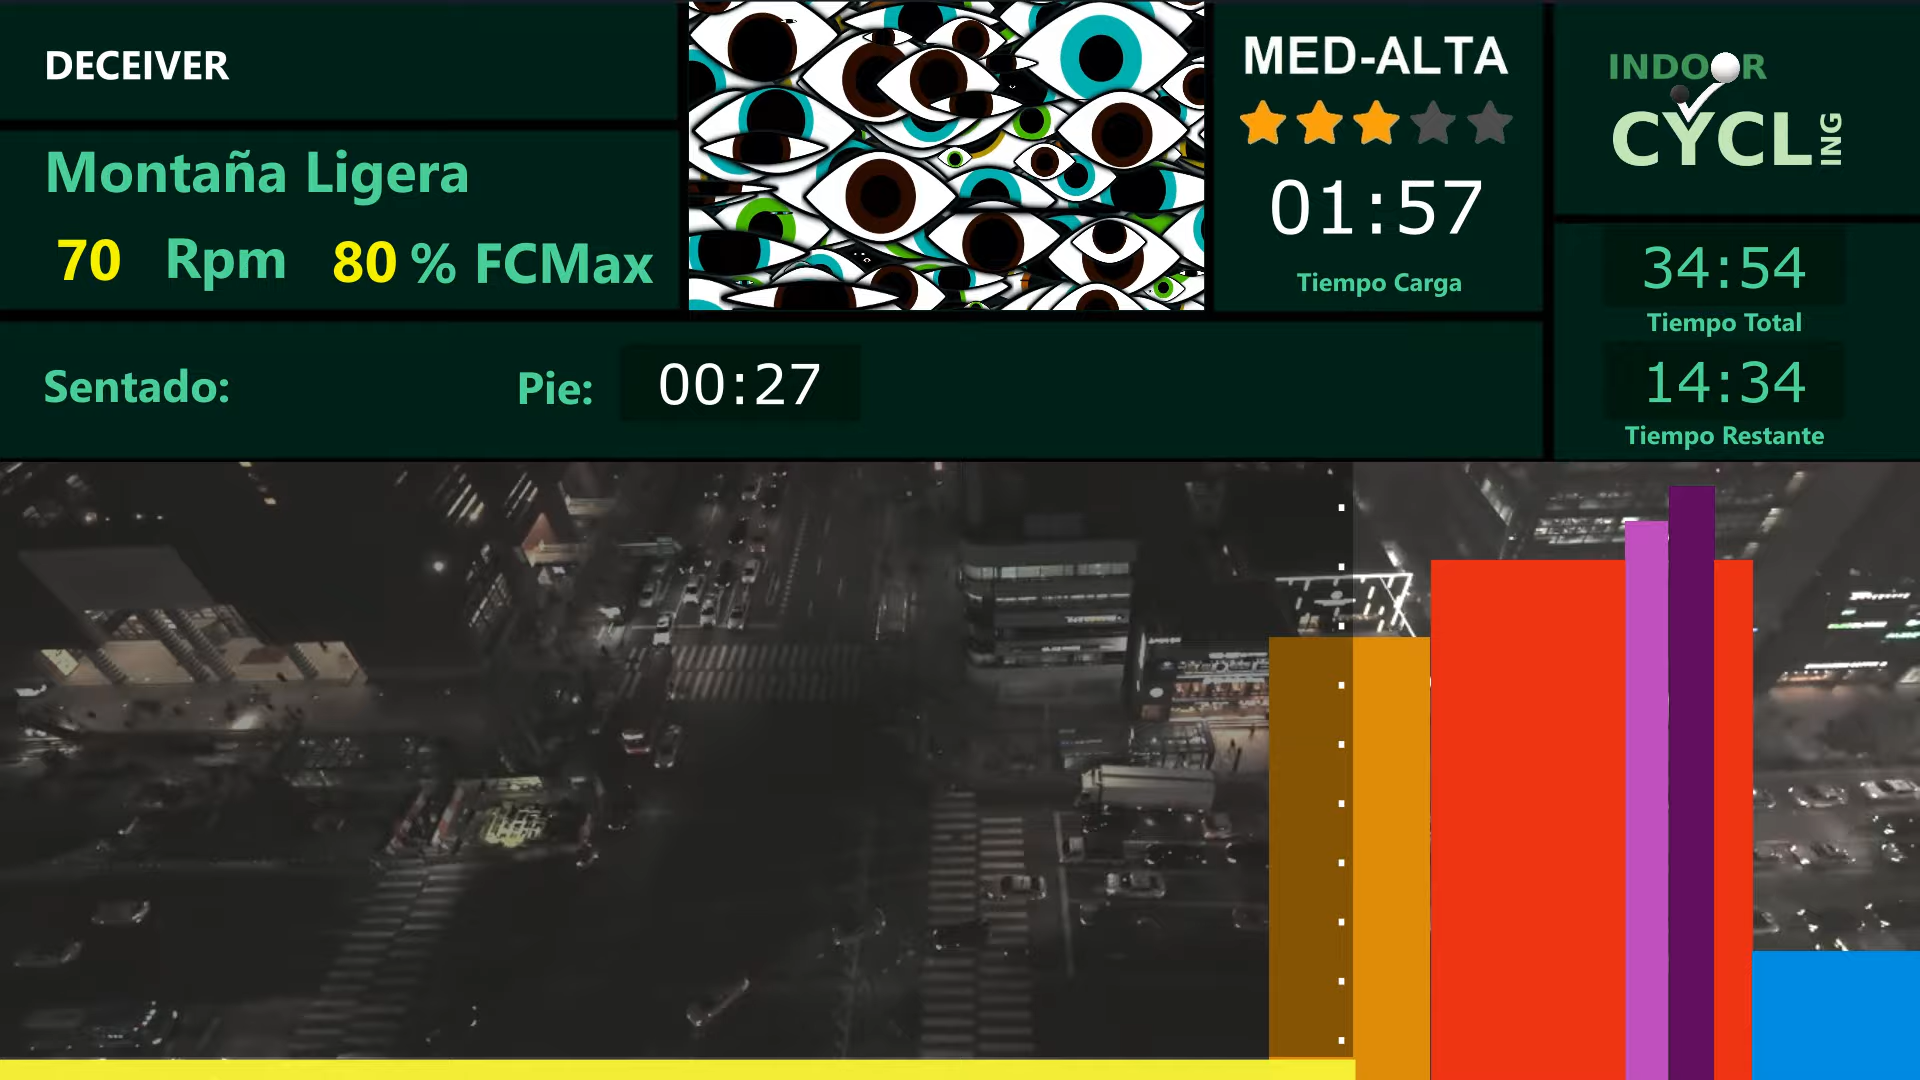 DECEIVER
Montaña Ligera
70 Rpm 80 % FCMax
Sentado:
Pie: 00:27
MED-ALTA
01:57
Tiempo Carga
INDOOR
CYCLING
34:54
Tiempo Total
14:34
Tiempo Restante